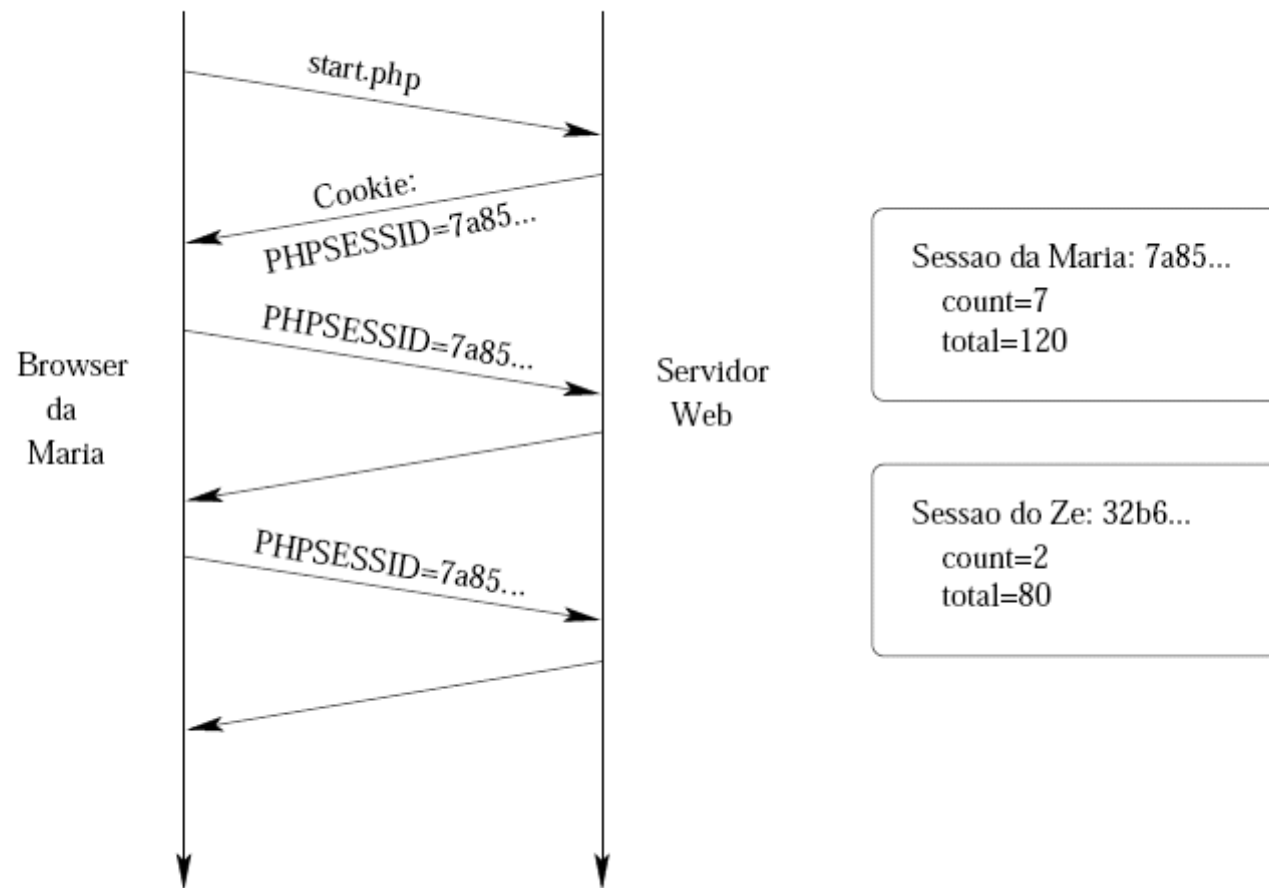 start.php
Cookie:
PHPSESSID=7a85...
PHPSESSID=7a85...
PHPSESSID=7a85...
Browser
da
Maria
Servidor
Web
Sessao da Maria: 7a85...
count=7
total=120
Sessao do Ze: 32b6...
count=2
total=80